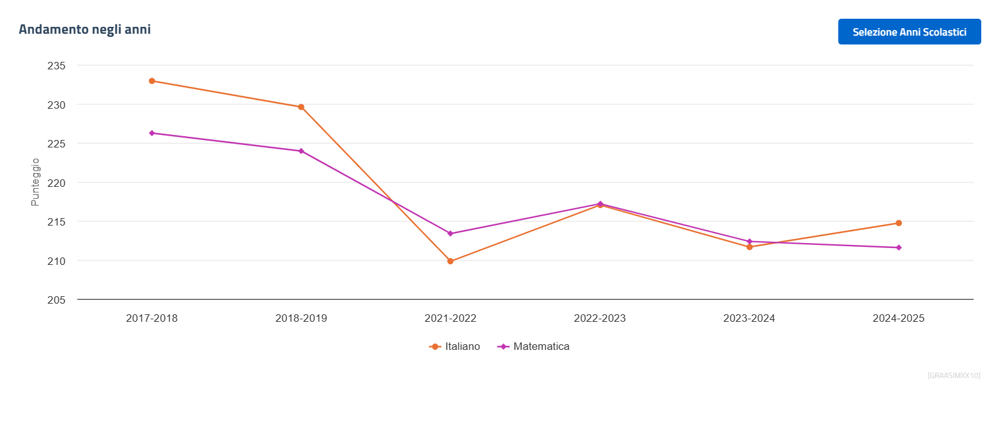 Andamento negli anni
Selezione Anni Scolastici
235
230
225
220
215
210
205
Punteggio
2017-2018
2018-2019
2021-2022
2022-2023
2023-2024
2024-2025
Italiano
Matematica
[GRAASIMXX10]